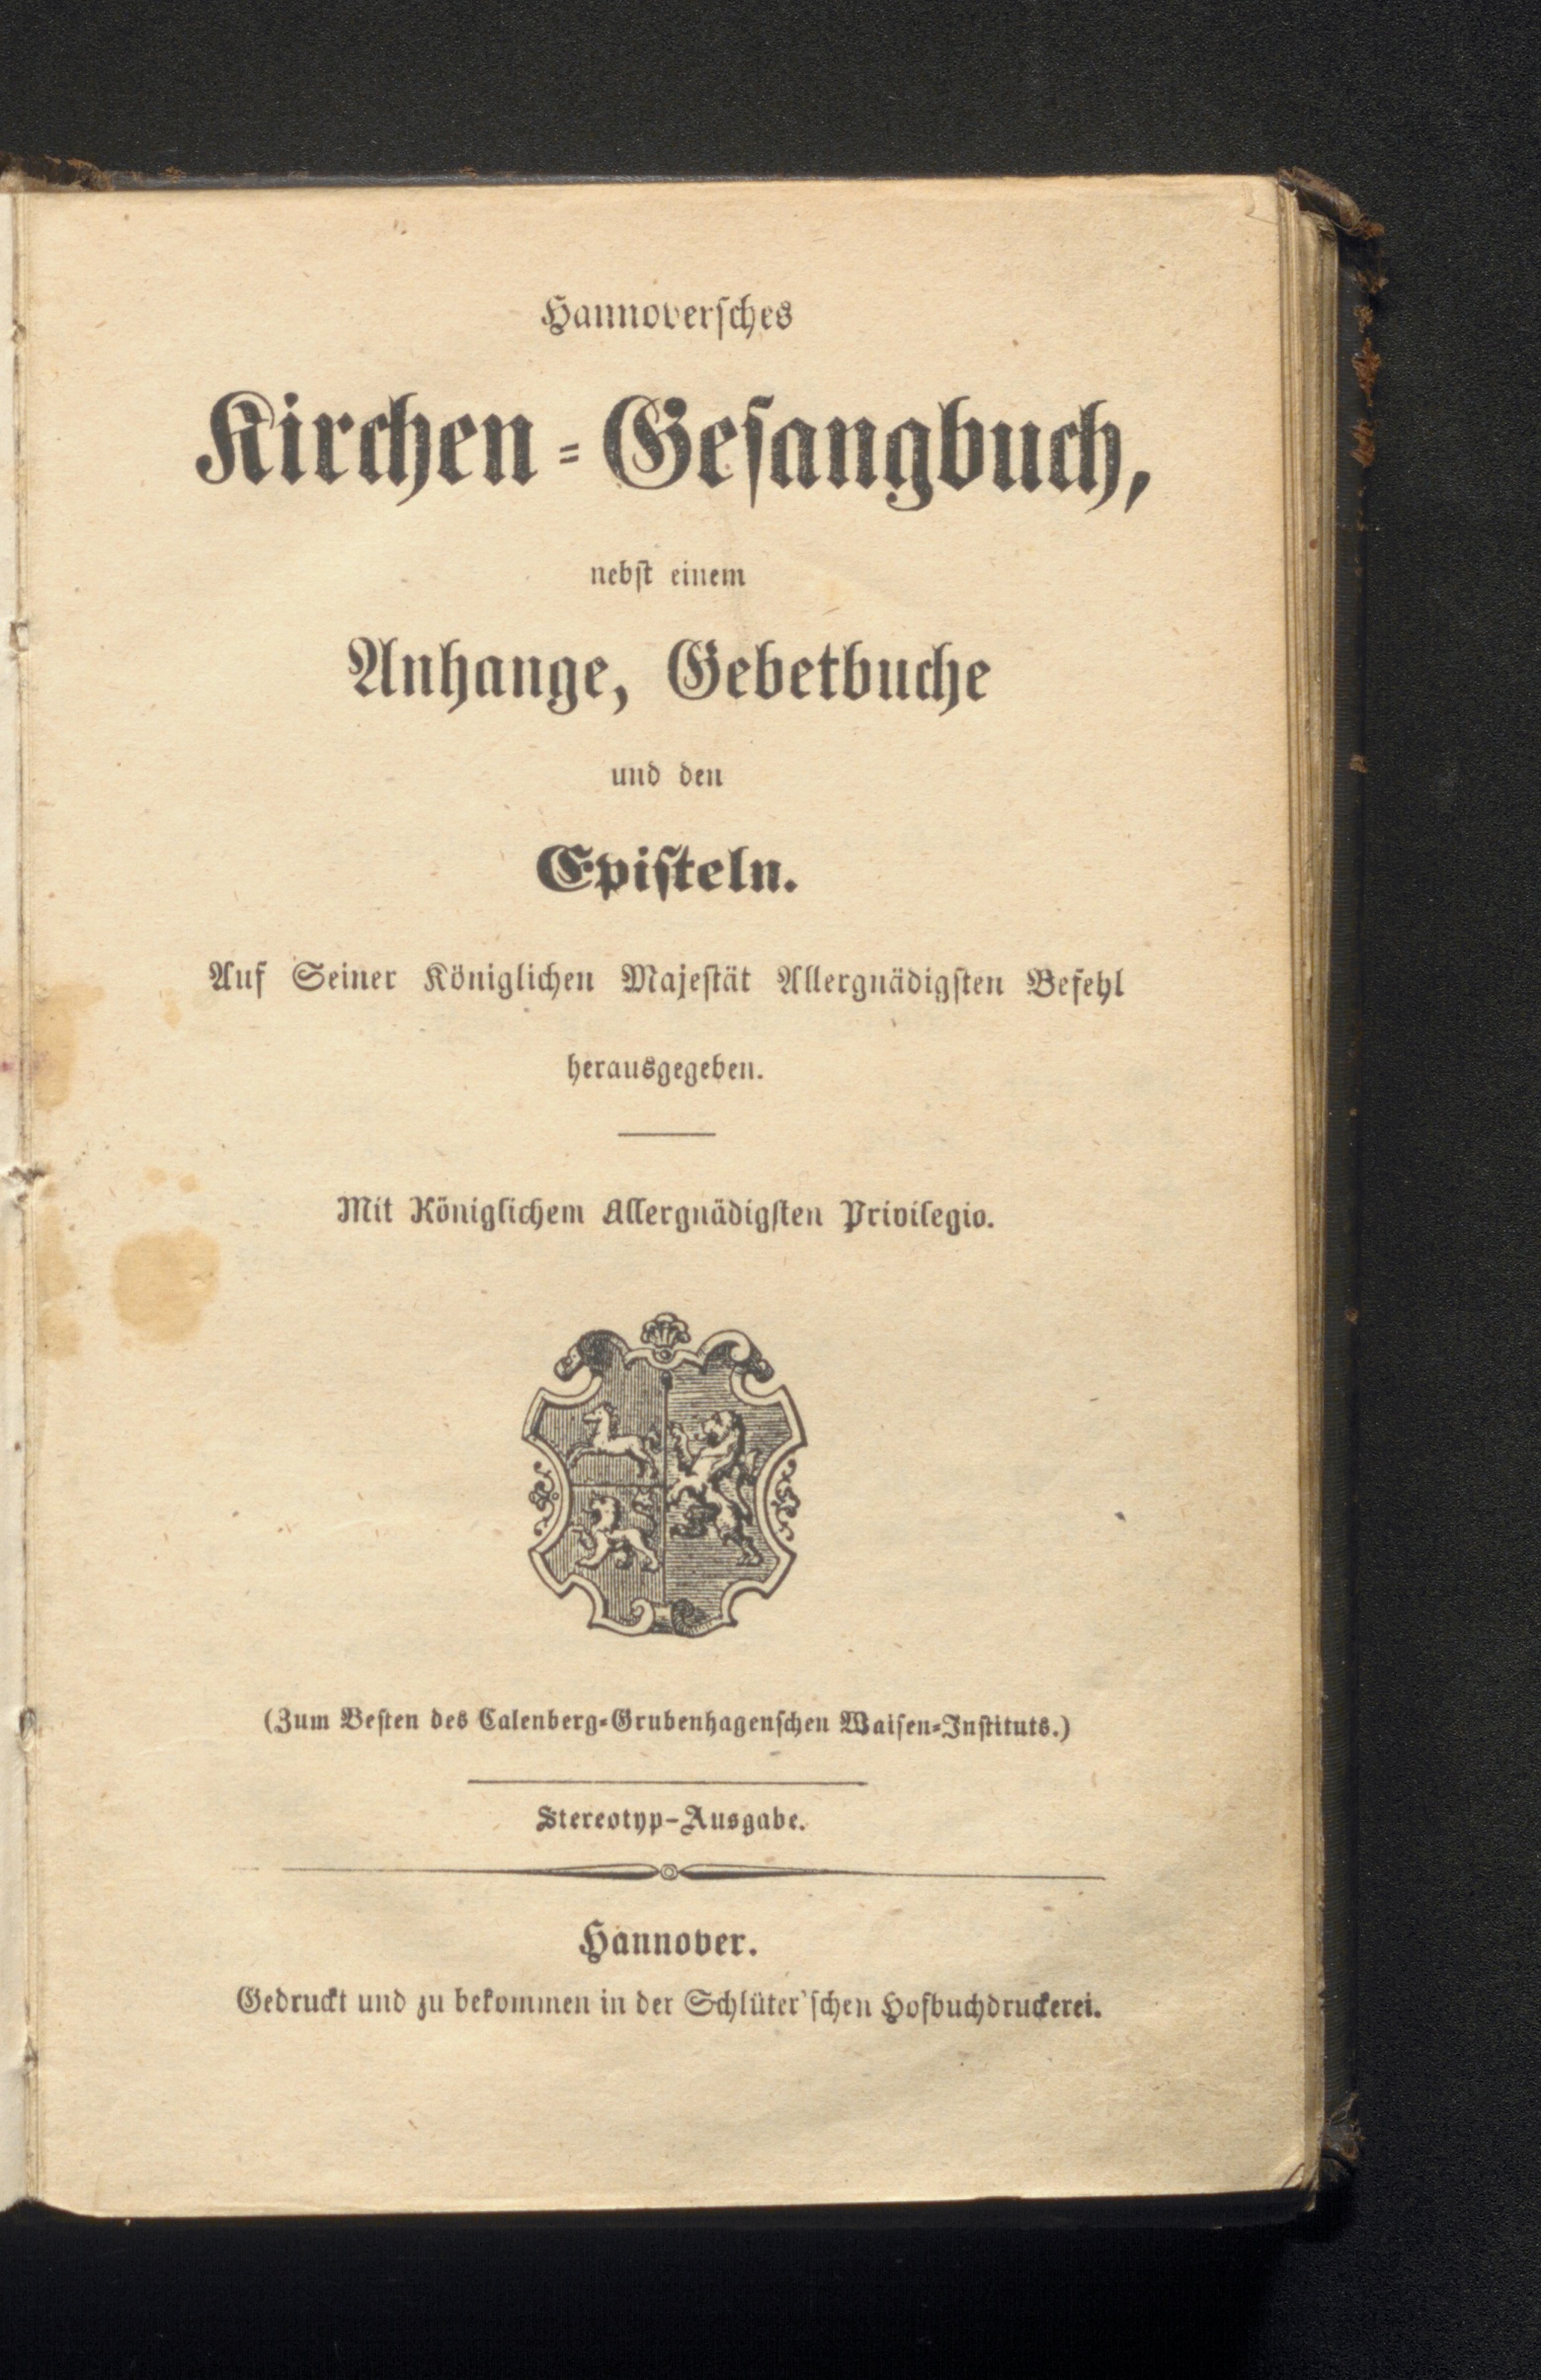 Hannoverſches
Kirchen-Geſangbuch,
nebſt einem
Anhange, Gebetbuche
und den
Epiſteln.
Auf Seiner Königlichen Majeſtät Allergnädigſten Befehl
herausgegeben.
Mit Königlichem Allergnädigſten Privilegio.
(Zum Beſten des Calenberg-Grubenhagenſchen Waiſen-Inſtituts.)
Stereotyp-Ausgabe.
Hannover.
Gedruckt und zu bekommen in der Schlüter'ſchen Hofbuchdruckerei.